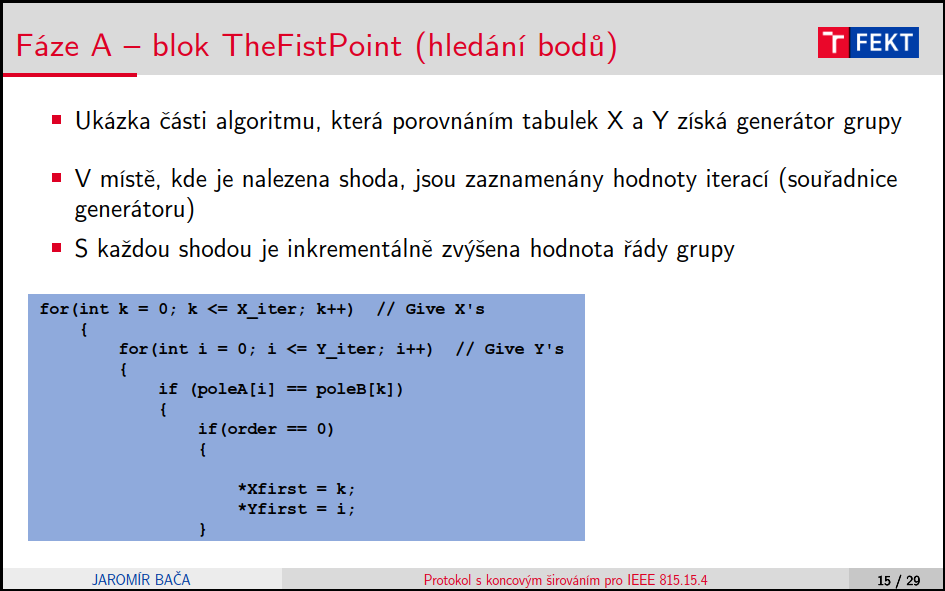 Fáze A – blok TheFistPoint (hledání bodů)
T FEKT
Ukázka části algoritmu, která porovnáním tabulek X a Y získá generátor grupy
V místě, kde je nalezena shoda, jsou zaznamenány hodnoty iterací (souřadnice
generátoru)
S každou shodou je inkrementálně zvýšena hodnota řády grupy
for(int k = 0; k <= X_iter; k++)  // Give X's
{
for(int i = 0; i <= Y_iter; i++)  // Give Y's
{
if (poleA[i] == poleB[k])
{
if(order == 0)
{
*Xfirst = k;
*Yfirst = i;
}
JAROMÍR BAČA
Protokol s koncovým širováním pro IEEE 815.15.4
15 / 29